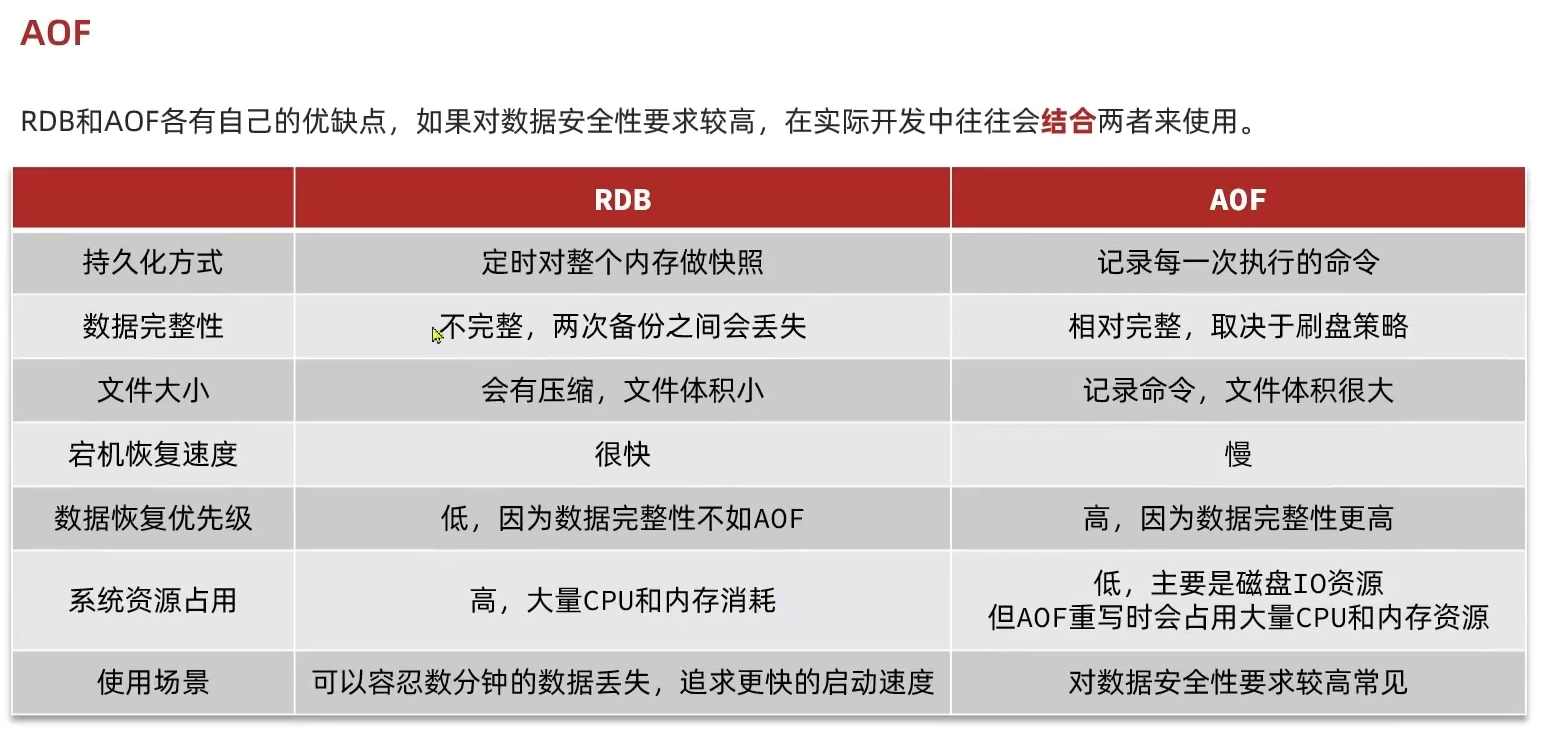 AOF
RDB和AOF各有自己的优缺点，如果对数据安全性要求较高，在实际开发中往往会结合两者来使用。
RDB AOF
持久化方式 定时对整个内存做快照 记录每一次执行的命令
数据完整性 不完整，两次备份之间会丢失 相对完整，取决于刷盘策略
文件大小 会有压缩，文件体积小 记录命令，文件体积很大
宕机恢复速度 很快 慢
数据恢复优先级 低，因为数据完整性不如AOF 高，因为数据完整性更高
系统资源占用 高，大量CPU和内存消耗 低，主要是磁盘IO资源
但AOF重写时会占用大量CPU和内存资源
使用场景 可以容忍数分钟的数据丢失，追求更快的启动速度 对数据安全性要求较高常见